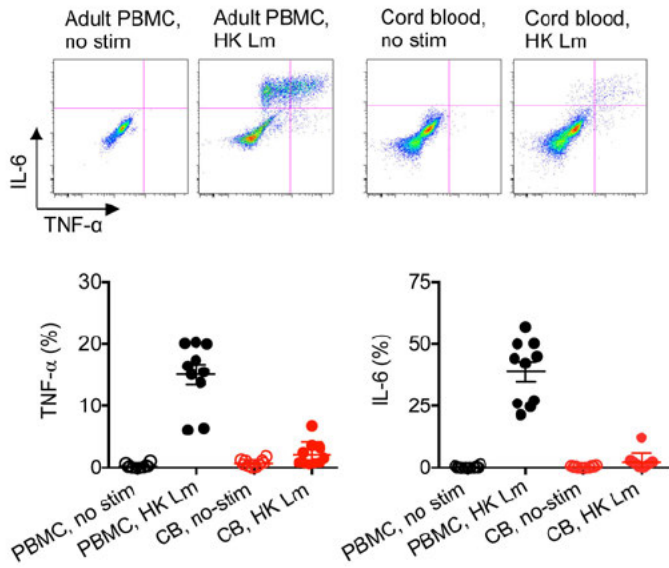 Adult PBMC, no stim
Adult PBMC, HK Lm
Cord blood, no stim
Cord blood, HK Lm
IL-6
TNF-α
TNF-α (%)
30
20
10
0
PBMC, no stim
PBMC, HK Lm
CB, no-stim
CB, HK Lm
IL-6 (%)
75
50
25
0
PBMC, no stim
PBMC, HK Lm
CB, no-stim
CB, HK Lm